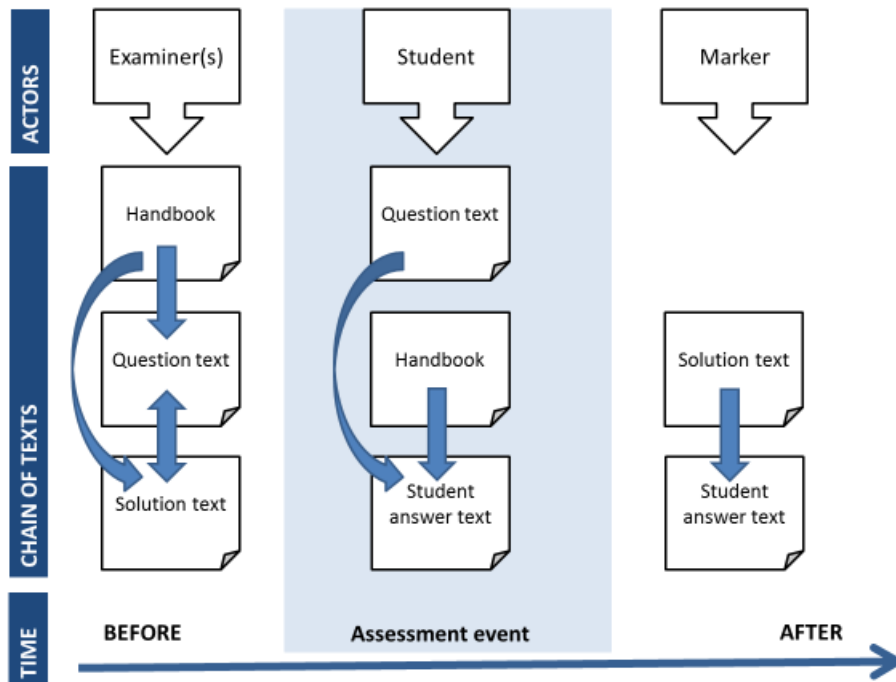 ACTORS
Examiner(s)
Student
Marker
CHAIN OF TEXTS
Handbook
Question text
Question text
Handbook
Solution text
Solution text
Student
answer text
Student
answer text
TIME
BEFORE
Assessment event
AFTER